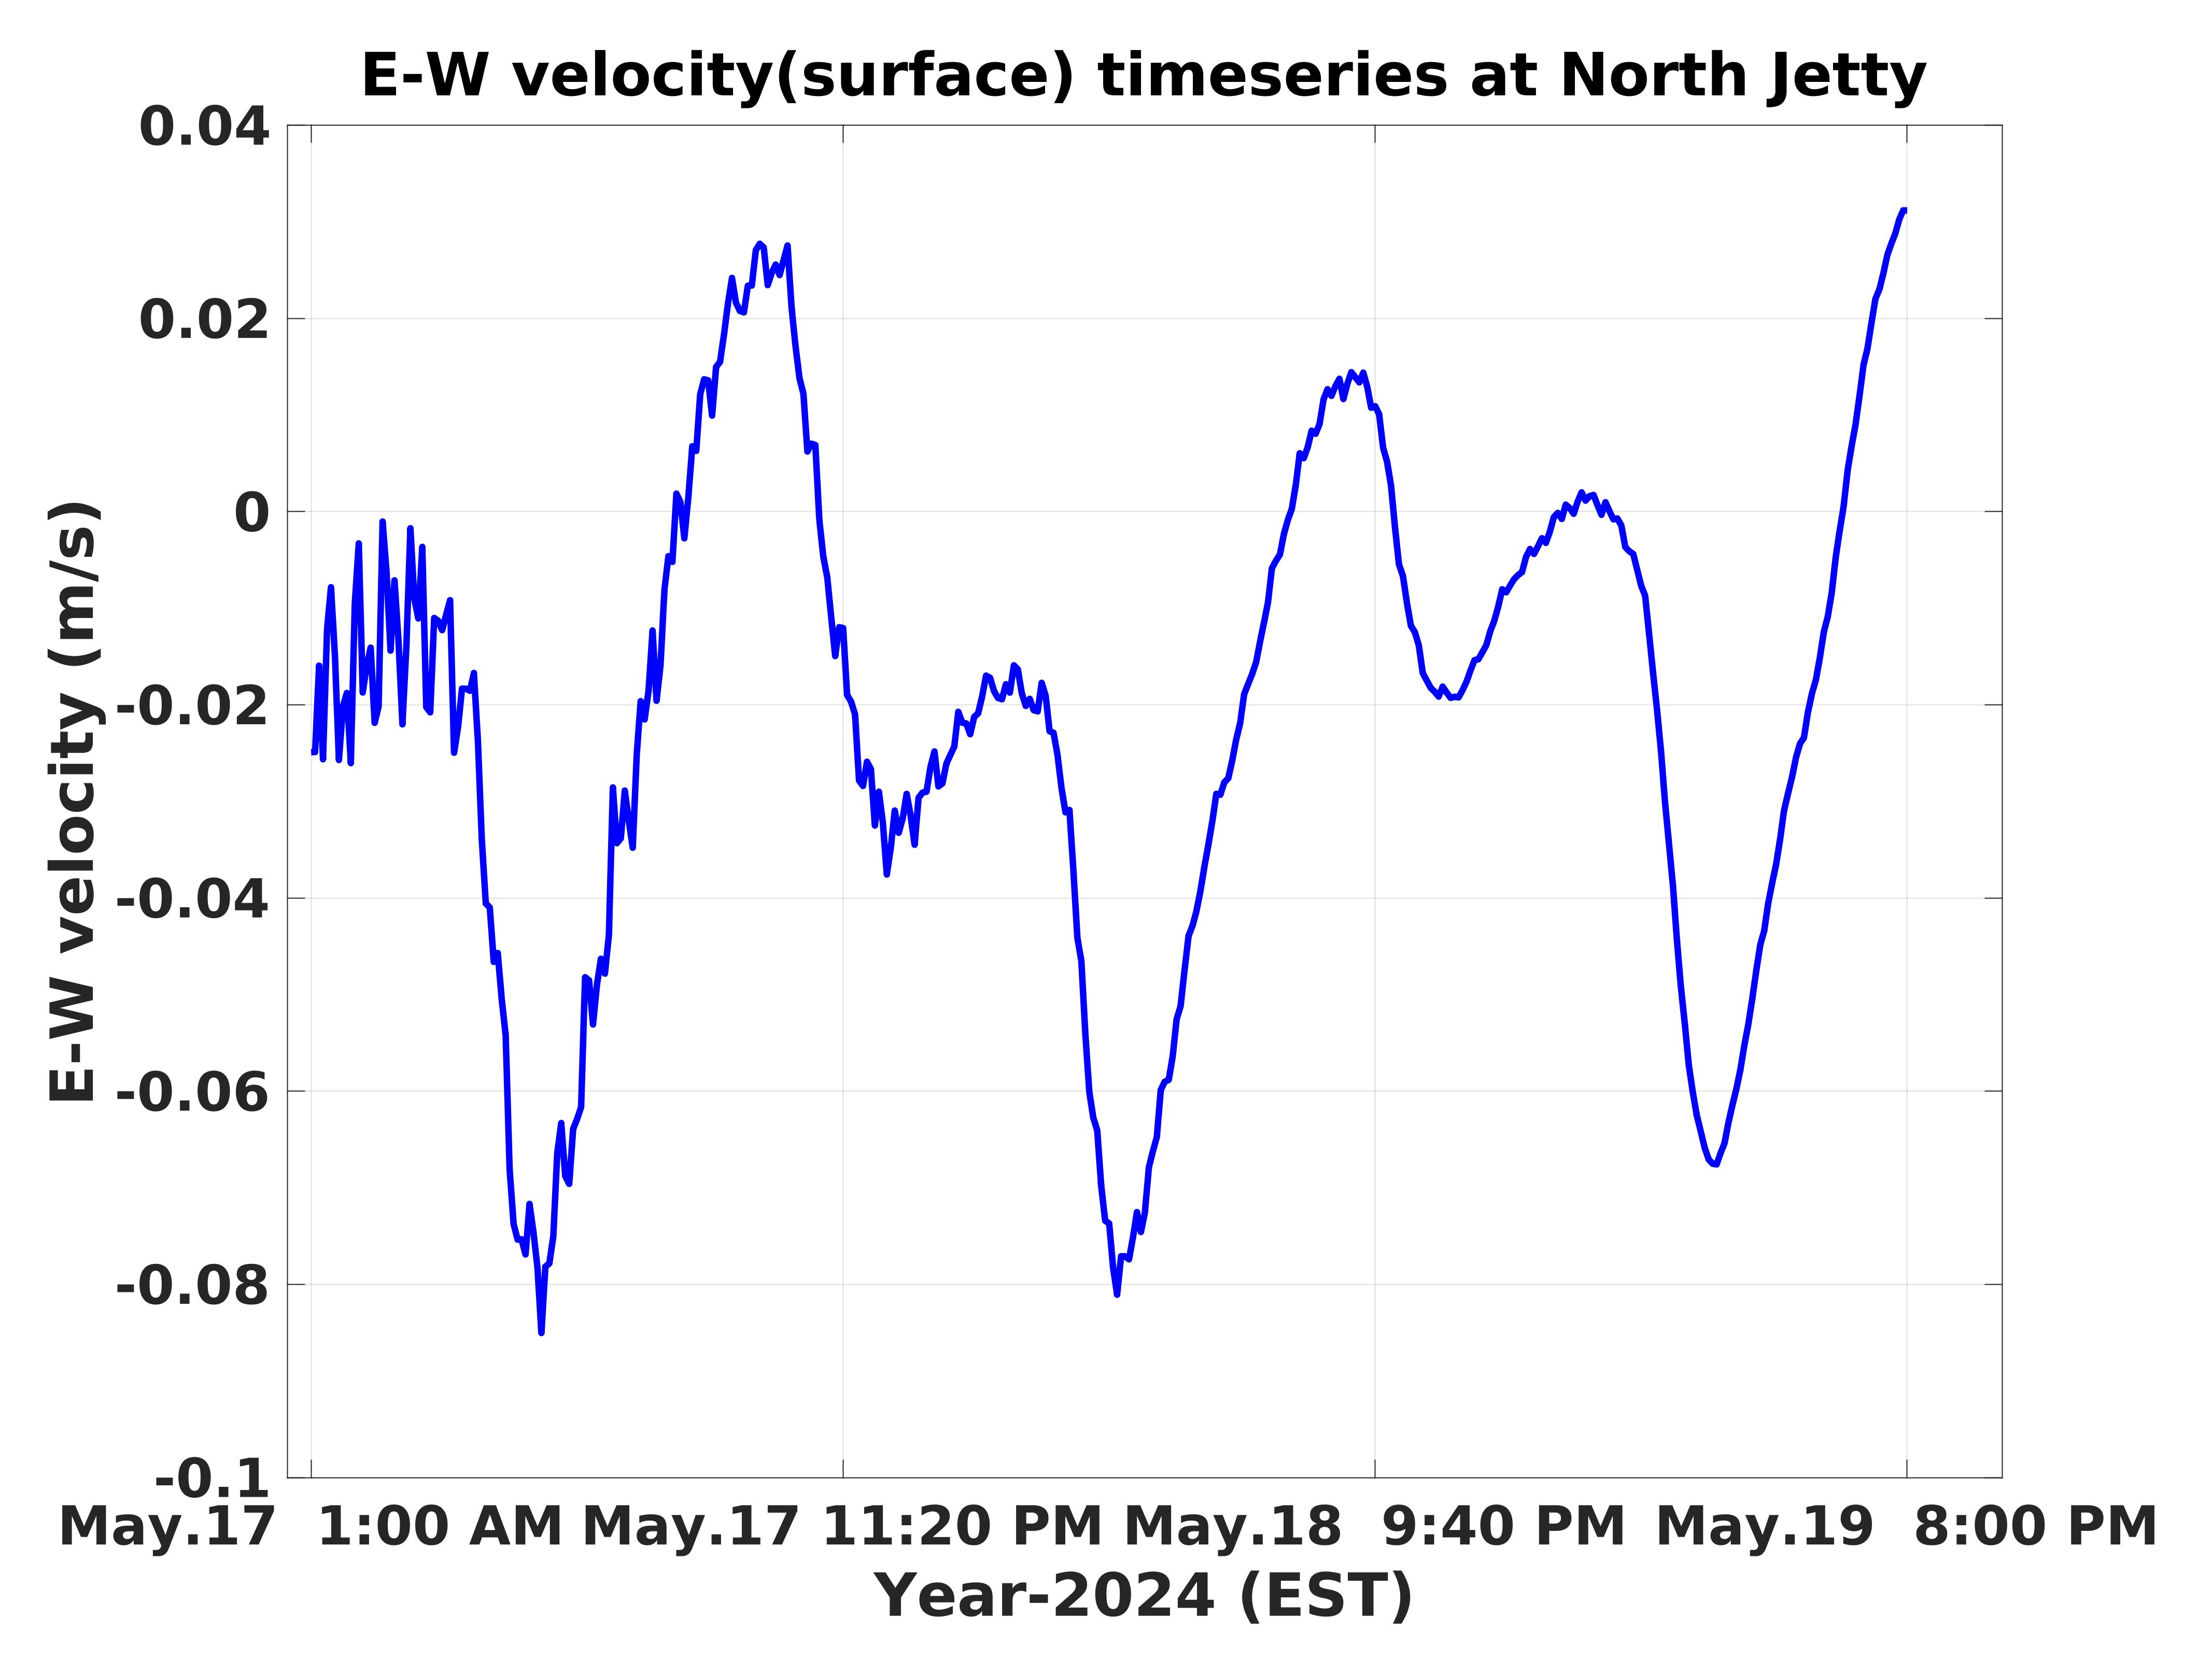 E-W velocity(surface) timeseries at North Jetty
E-W velocity (m/s)
0.04
0.02
0
-0.02
-0.04
-0.06
-0.08
-0.1
May.17 1:00 AM May.17 11:20 PM May.18 9:40 PM May.19 8:00 PM
Year-2024 (EST)